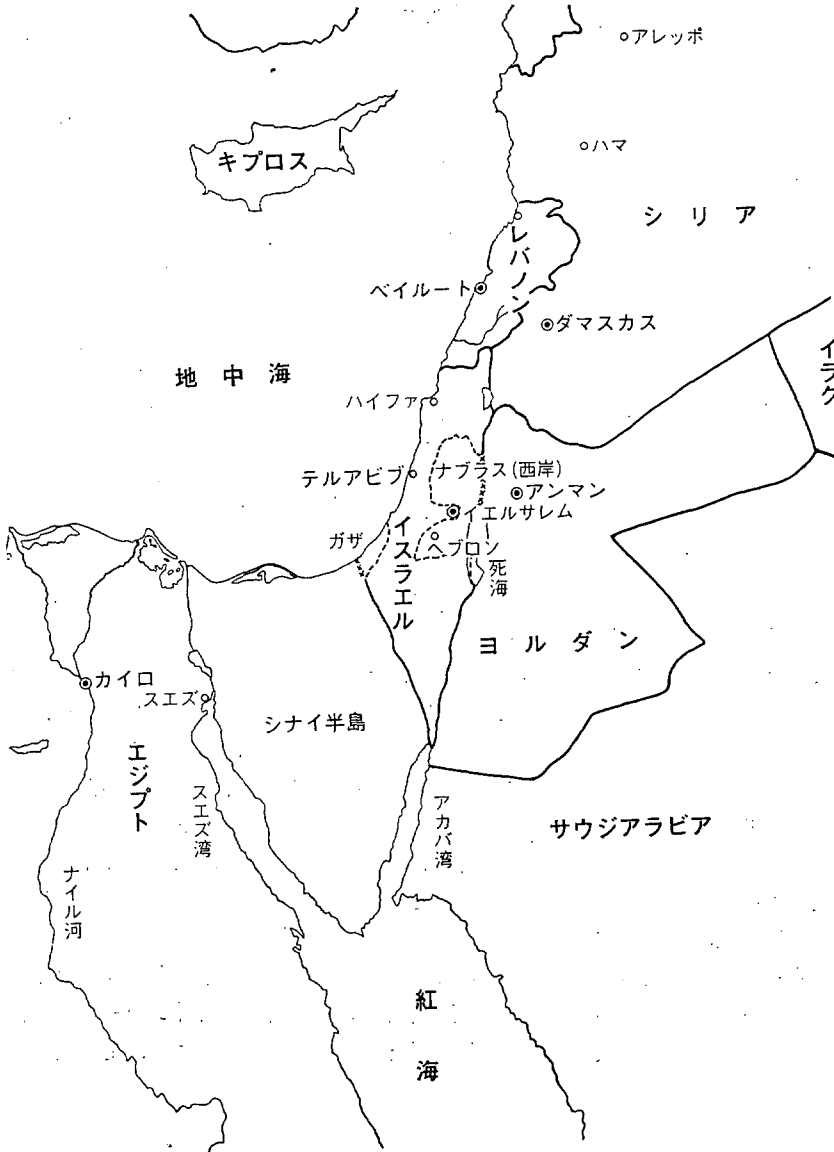 アレッポ
ハマ
キプロス
シリア
レバノン
ベイルート
ダマスカス
イラク
地中海
ハイファ
テルアビブ
ナブラス(西岸)
アンマン
イエルサレム
ガザ
イスラエル
ヘブロン
死海
ヨルダン
カイロ
スエズ
シナイ半島
エジプト
スエズ湾
アカバ湾
サウジアラビア
ナイル河
紅海